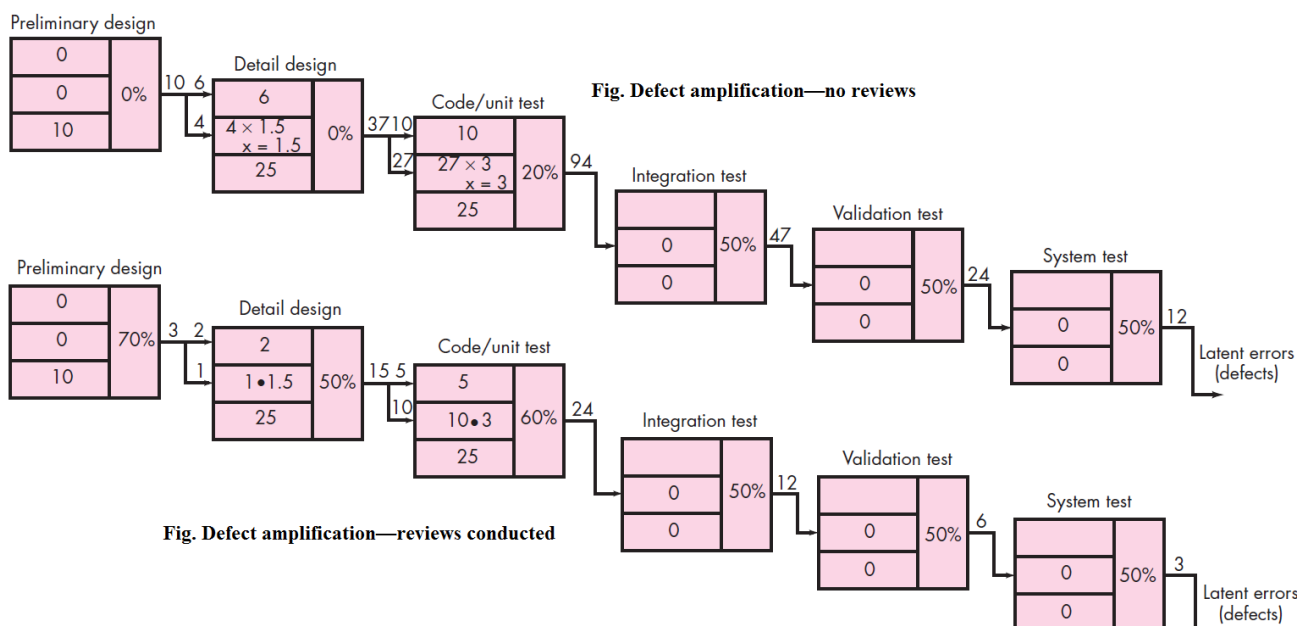 Preliminary design
0
0
10
0%
10 6
4
Detail design
6
4 × 1.5
x = 1.5
25
0%
37 10
27
Code/unit test
10
27 × 3
x = 3
25
20%
94
Fig. Defect amplification—no reviews
Integration test
0
0
50%
47
Validation test
0
0
50%
24
System test
0
0
50%
12
Latent errors
(defects)
Preliminary design
0
0
10
70%
3 2
1
Detail design
2
1•1.5
25
50%
15 5
10
Code/unit test
5
10•3
25
60%
24
Integration test
0
0
50%
12
Validation test
0
0
50%
6
System test
0
0
50%
3
Latent errors
(defects)
Fig. Defect amplification—reviews conducted